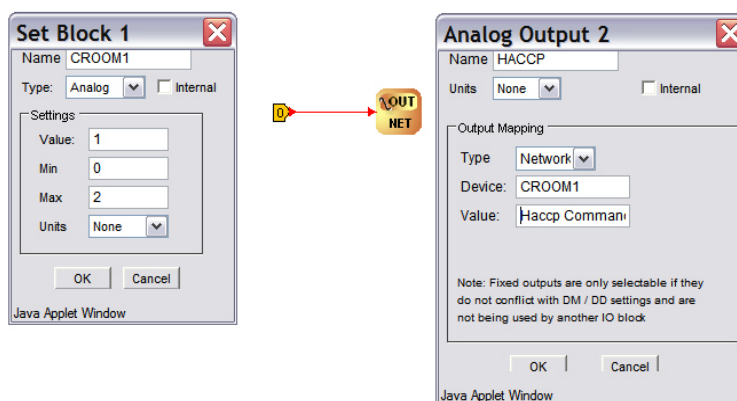 Set Block 1
Name CROOM1
Type: Analog Internal
Settings
Value: 1
Min 0
Max 2
Units None
OK Cancel
Java Applet Window
0
OUT
NET
Analog Output 2
Name HACCP
Units None Internal
Output Mapping
Type Network
Device: CROOM1
Value: Haccp Comman
Note: Fixed outputs are only selectable if they
do not conflict with DM / DD settings and are
not being used by another IO block
OK Cancel
Java Applet Window